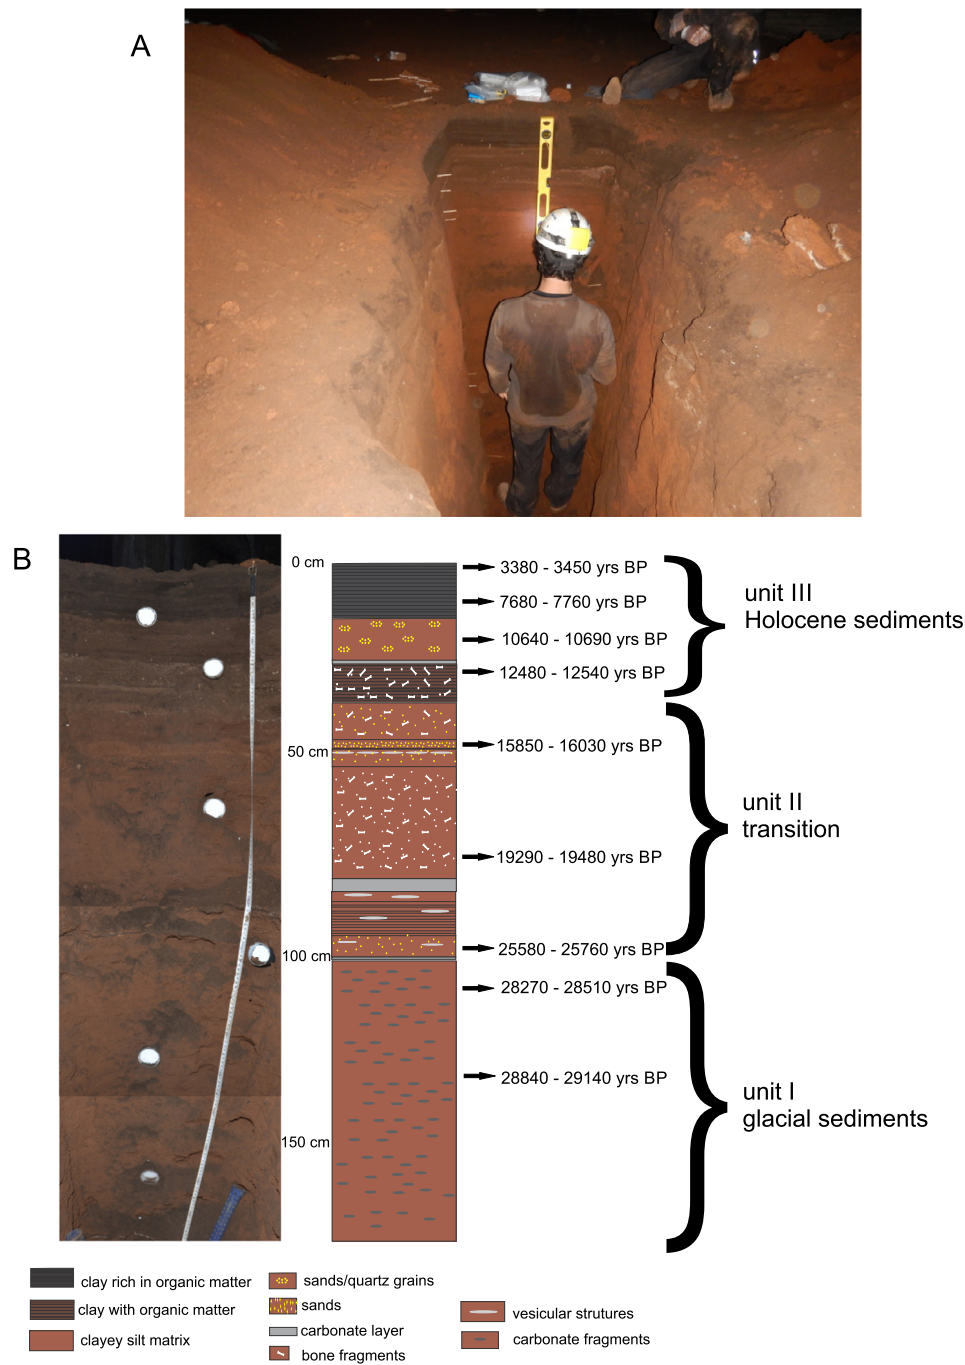 A
B
0 cm
50 cm
100 cm
150 cm
3380 - 3450 yrs BP
7680 - 7760 yrs BP
10640 - 10690 yrs BP
12480 - 12540 yrs BP
15850 - 16030 yrs BP
19290 - 19480 yrs BP
25580 - 25760 yrs BP
28270 - 28510 yrs BP
28840 - 29140 yrs BP
unit III
Holocene sediments
unit II
transition
unit I
glacial sediments
clay rich in organic matter
clay with organic matter
clayey silt matrix
sands/quartz grains
sands
carbonate layer
bone fragments
vesicular strutures
carbonate fragments